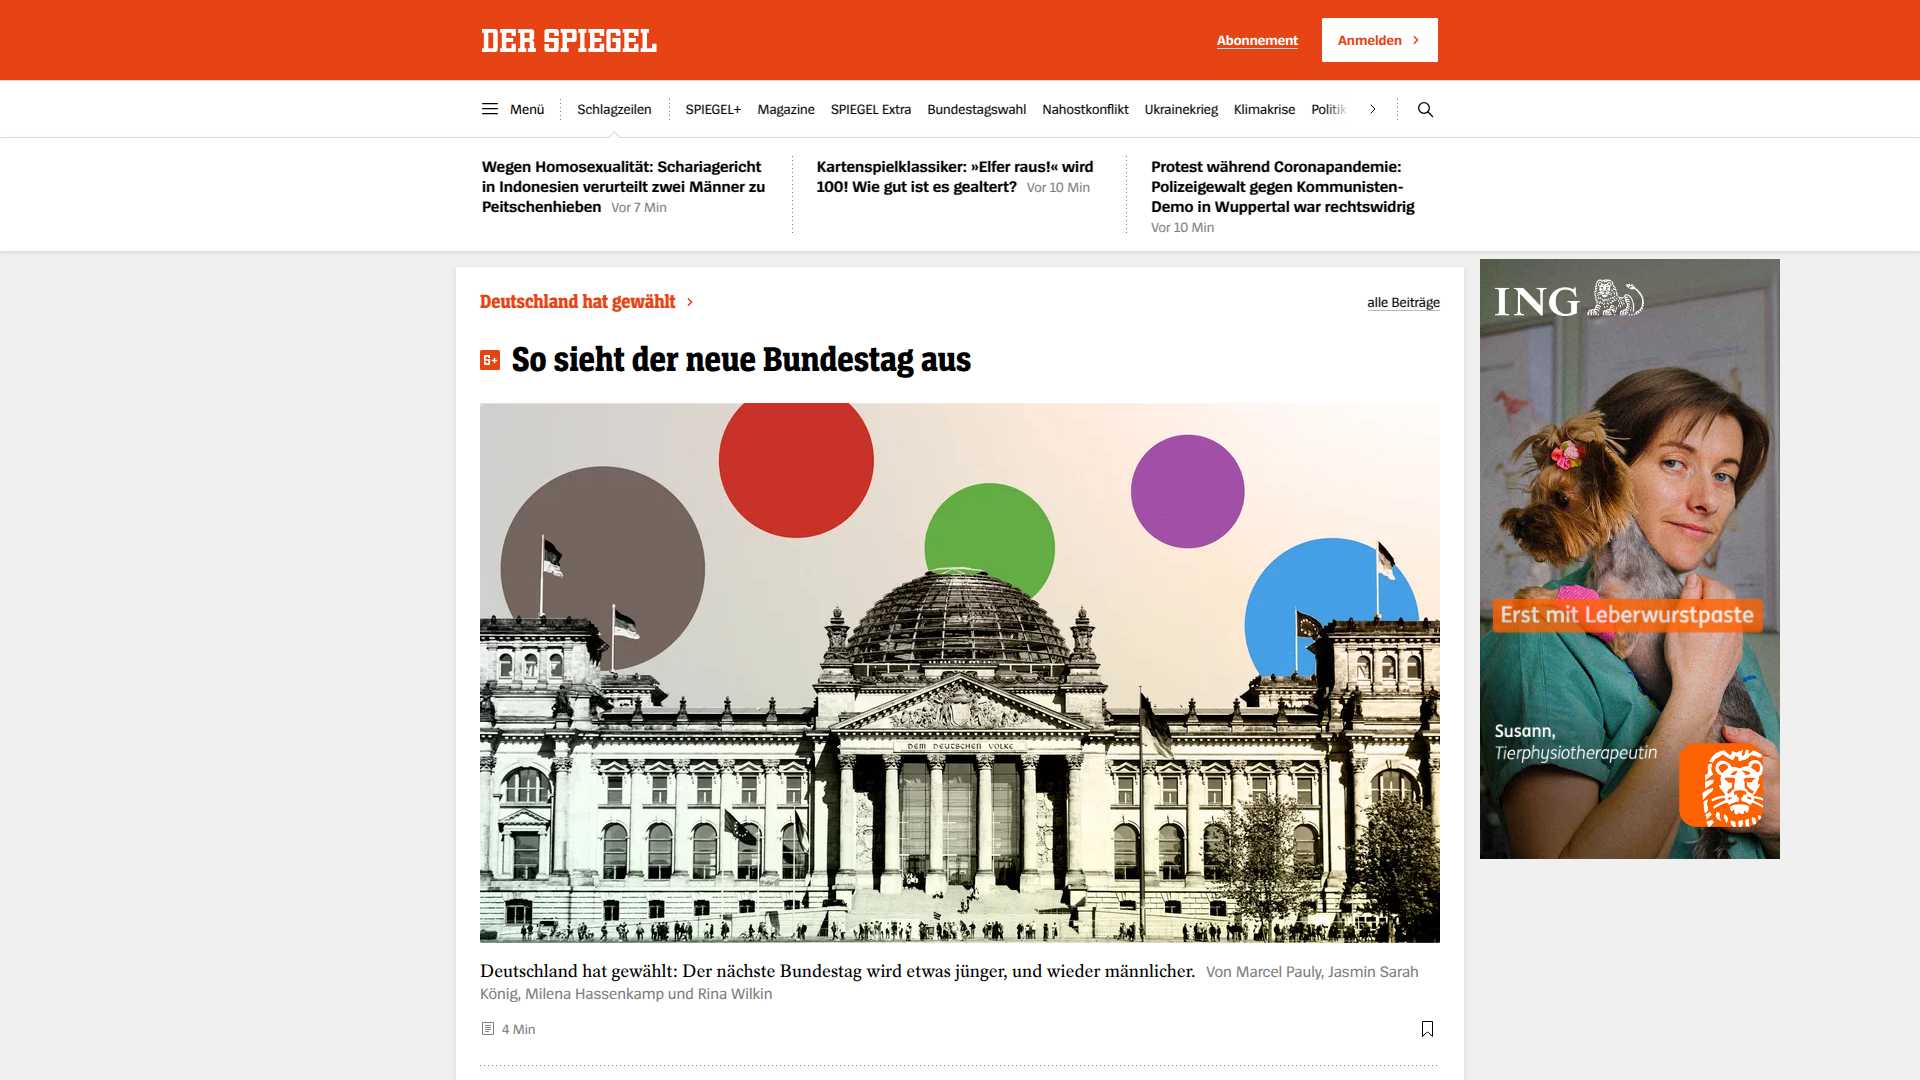 DER SPIEGEL
Abonnement
Anmelden
Menü
Schlagzeilen
SPIEGEL+
Magazine
SPIEGEL Extra
Bundestagswahl
Nahostkonflikt
Ukrainekrieg
Klimakrise
Politik
Wegen Homosexualität: Schariagericht
in Indonesien verurteilt zwei Männer zu
Peitschenhieben Vor 7 Min
Kartenspielklassiker: »Elfer raus!« wird
100! Wie gut ist es gealtert? Vor 10 Min
Protest während Coronapandemie:
Polizeigewalt gegen Kommunisten-
Demo in Wuppertal war rechtswidrig
Vor 10 Min
Deutschland hat gewählt
alle Beiträge
S+ So sieht der neue Bundestag aus
DEM DEUTSCHEN VOLKE
Deutschland hat gewählt: Der nächste Bundestag wird etwas jünger, und wieder männlicher. Von Marcel Pauly, Jasmin Sarah
König, Milena Hassenkamp und Rina Wilkin
4 Min
ING
Erst mit Leberwurstpaste
Susann,
Tierphysiotherapeutin